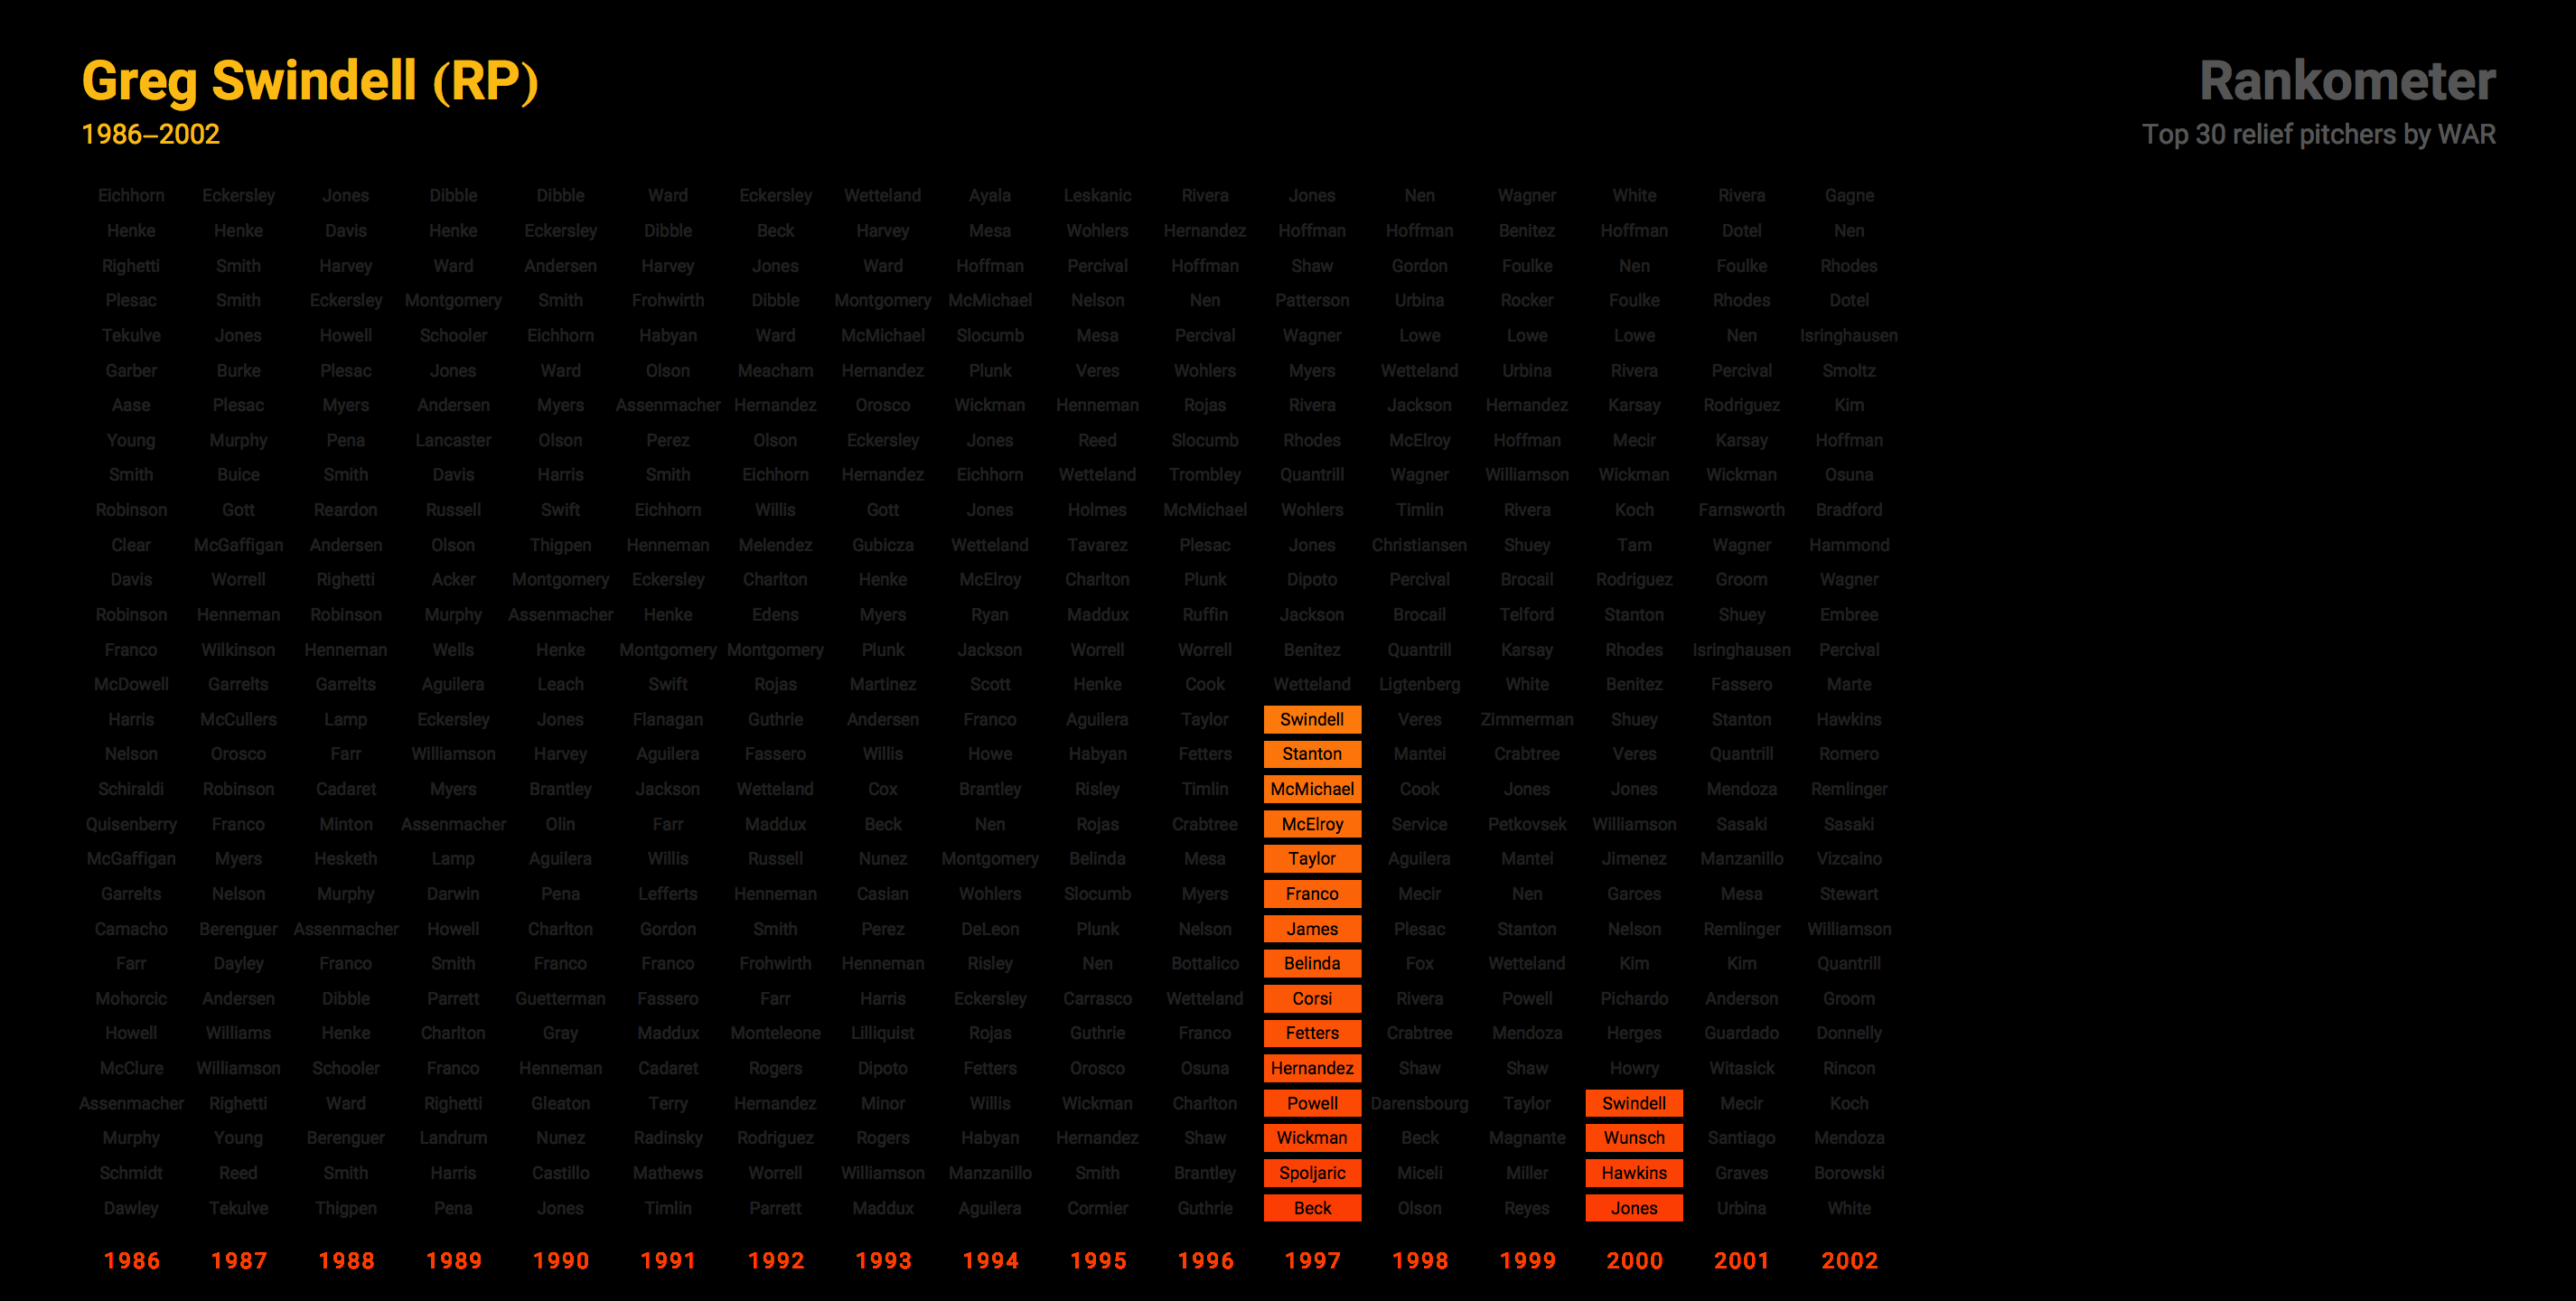 Greg Swindell (RP)
1986–2002
Rankometer
Top 30 relief pitchers by WAR
Eichhorn Eckersley Jones Dibble Dibble Ward Eckersley Wetteland Ayala Leskanic Rivera Jones Nen Wagner White Rivera Gagne
Henke Henke Davis Henke Eckersley Dibble Beck Harvey Mesa Wohlers Hernandez Hoffman Hoffman Benitez Hoffman Dotel Nen
Righetti Smith Harvey Ward Andersen Harvey Jones Ward Hoffman Percival Hoffman Shaw Gordon Foulke Nen Foulke Rhodes
Plesac Smith Eckersley Montgomery Smith Frohwirth Dibble Montgomery McMichael Nelson Nen Patterson Urbina Rocker Foulke Rhodes Dotel
Tekulve Jones Howell Schooler Eichhorn Habyan Ward McMichael Slocumb Mesa Percival Wagner Lowe Lowe Lowe Nen Isringhausen
Garber Burke Plesac Jones Ward Olson Meacham Hernandez Plunk Veres Wohlers Myers Wetteland Urbina Rivera Percival Smoltz
Aase Plesac Myers Andersen Myers Assenmacher Hernandez Orosco Wickman Henneman Rojas Rivera Jackson Hernandez Karsay Rodriguez Kim
Young Murphy Pena Lancaster Olson Perez Olson Eckersley Jones Reed Slocumb Rhodes McElroy Hoffman Mecir Karsay Hoffman
Smith Buice Smith Davis Harris Smith Eichhorn Hernandez Eichhorn Wetteland Trombley Quantrill Wagner Williamson Wickman Wickman Osuna
Robinson Gott Reardon Russell Swift Eichhorn Willis Gott Jones Holmes McMichael Wohlers Timlin Rivera Koch Farnsworth Bradford
Clear McGaffigan Andersen Olson Thigpen Henneman Melendez Gubicza Wetteland Tavarez Plesac Jones Christiansen Shuey Tam Wagner Hammond
Davis Worrell Righetti Acker Montgomery Eckersley Charlton Henke McElroy Charlton Plunk Dipoto Percival Brocail Rodriguez Groom Wagner
Robinson Henneman Robinson Murphy Assenmacher Henke Edens Myers Ryan Maddux Ruffin Jackson Brocail Telford Stanton Shuey Embree
Franco Wilkinson Henneman Wells Henke Montgomery Montgomery Plunk Jackson Worrell Worrell Benitez Quantrill Karsay Rhodes Isringhausen Percival
McDowell Garrelts Garrelts Aguilera Leach Swift Rojas Martinez Scott Henke Cook Wetteland Ligtenberg White Benitez Fassero Marte
Harris McCullers Lamp Eckersley Jones Flanagan Guthrie Andersen Franco Aguilera Taylor Swindell Veres Zimmerman Shuey Stanton Hawkins
Nelson Orosco Farr Williamson Harvey Aguilera Fassero Willis Howe Habyan Fetters Stanton Mantei Crabtree Veres Quantrill Romero
Schiraldi Robinson Cadaret Myers Brantley Jackson Wetteland Cox Brantley Risley Timlin McMichael Cook Jones Jones Mendoza Remlinger
Quisenberry Franco Minton Assenmacher Olin Farr Maddux Beck Nen Rojas Crabtree McElroy Service Petkovsek Williamson Sasaki Sasaki
McGaffigan Myers Hesketh Lamp Aguilera Willis Russell Nunez Montgomery Belinda Mesa Taylor Aguilera Mantei Jimenez Manzanillo Vizcaino
Garrelts Nelson Murphy Darwin Pena Lefferts Henneman Casian Wohlers Slocumb Myers Franco Mecir Nen Garces Mesa Stewart
Camacho Berenguer Assenmacher Howell Charlton Gordon Smith Perez DeLeon Plunk Nelson James Plesac Stanton Nelson Remlinger Williamson
Farr Dayley Franco Smith Franco Franco Frohwirth Henneman Risley Nen Bottalico Belinda Fox Wetteland Kim Kim Quantrill
Mohorcic Andersen Dibble Parrett Guetterman Fassero Farr Harris Eckersley Carrasco Wetteland Corsi Rivera Powell Pichardo Anderson Groom
Howell Williams Henke Charlton Gray Maddux Monteleone Lilliquist Rojas Guthrie Franco Fetters Crabtree Mendoza Herges Guardado Donnelly
McClure Williamson Schooler Franco Henneman Cadaret Rogers Dipoto Fetters Orosco Osuna Hernandez Shaw Shaw Howry Witasick Rincon
Assenmacher Righetti Ward Righetti Gleaton Terry Hernandez Minor Willis Wickman Charlton Powell Darensbourg Taylor Swindell Mecir Koch
Murphy Young Berenguer Landrum Nunez Radinsky Rodriguez Rogers Habyan Hernandez Shaw Wickman Beck Magnante Wunsch Santiago Mendoza
Schmidt Reed Smith Harris Castillo Mathews Worrell Williamson Manzanillo Smith Brantley Spoljaric Miceli Miller Hawkins Graves Borowski
Dawley Tekulve Thigpen Pena Jones Timlin Parrett Maddux Aguilera Cormier Guthrie Beck Olson Reyes Jones Urbina White
1986 1987 1988 1989 1990 1991 1992 1993 1994 1995 1996 1997 1998 1999 2000 2001 2002